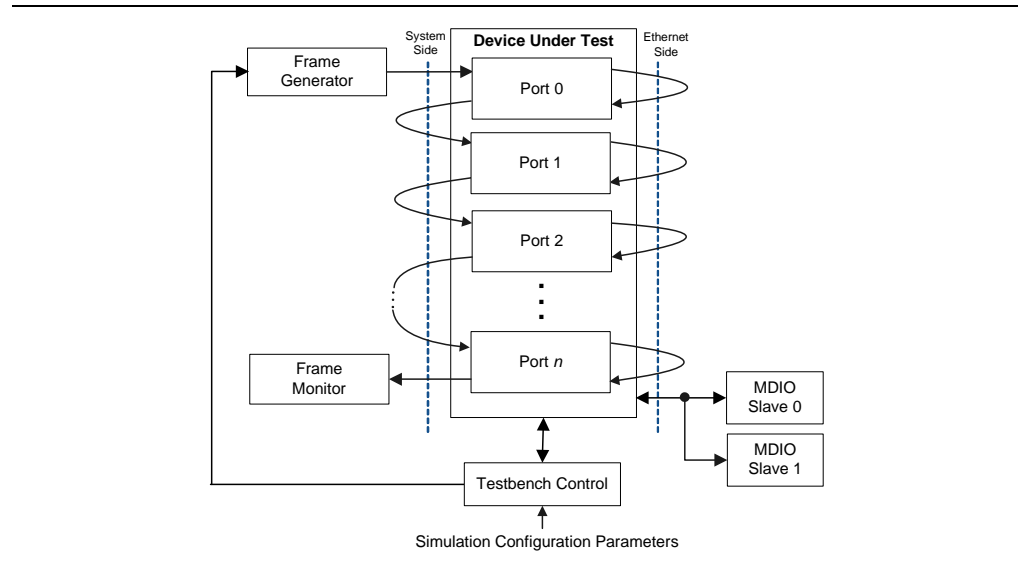 System
Side
Device Under Test
Ethernet
Side
Frame
Generator
Port 0
Port 1
Port 2
Port n
Frame
Monitor
MDIO
Slave 0
MDIO
Slave 1
Testbench Control
Simulation Configuration Parameters